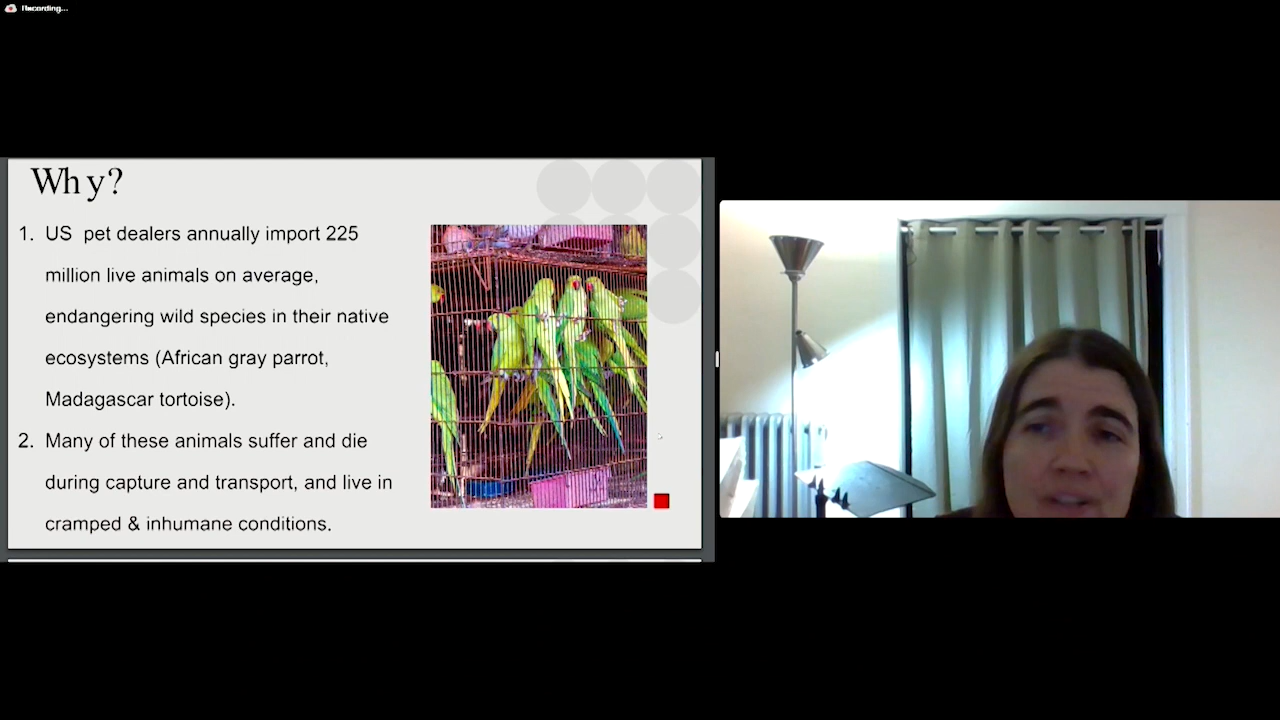 Recording...
Why?
1. US pet dealers annually import 225
million live animals on average,
endangering wild species in their native
ecosystems (African gray parrot,
Madagascar tortoise).
2. Many of these animals suffer and die
during capture and transport, and live in
cramped & inhumane conditions.